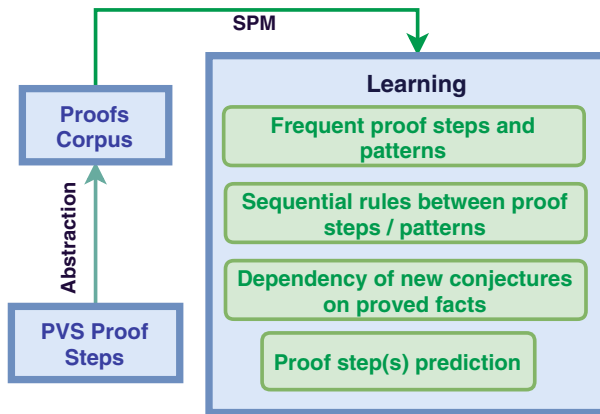 SPM
Proofs
Corpus
Abstraction
PVS Proof
Steps
Learning
Frequent proof steps and
patterns
Sequential rules between proof
steps / patterns
Dependency of new conjectures
on proved facts
Proof step(s) prediction